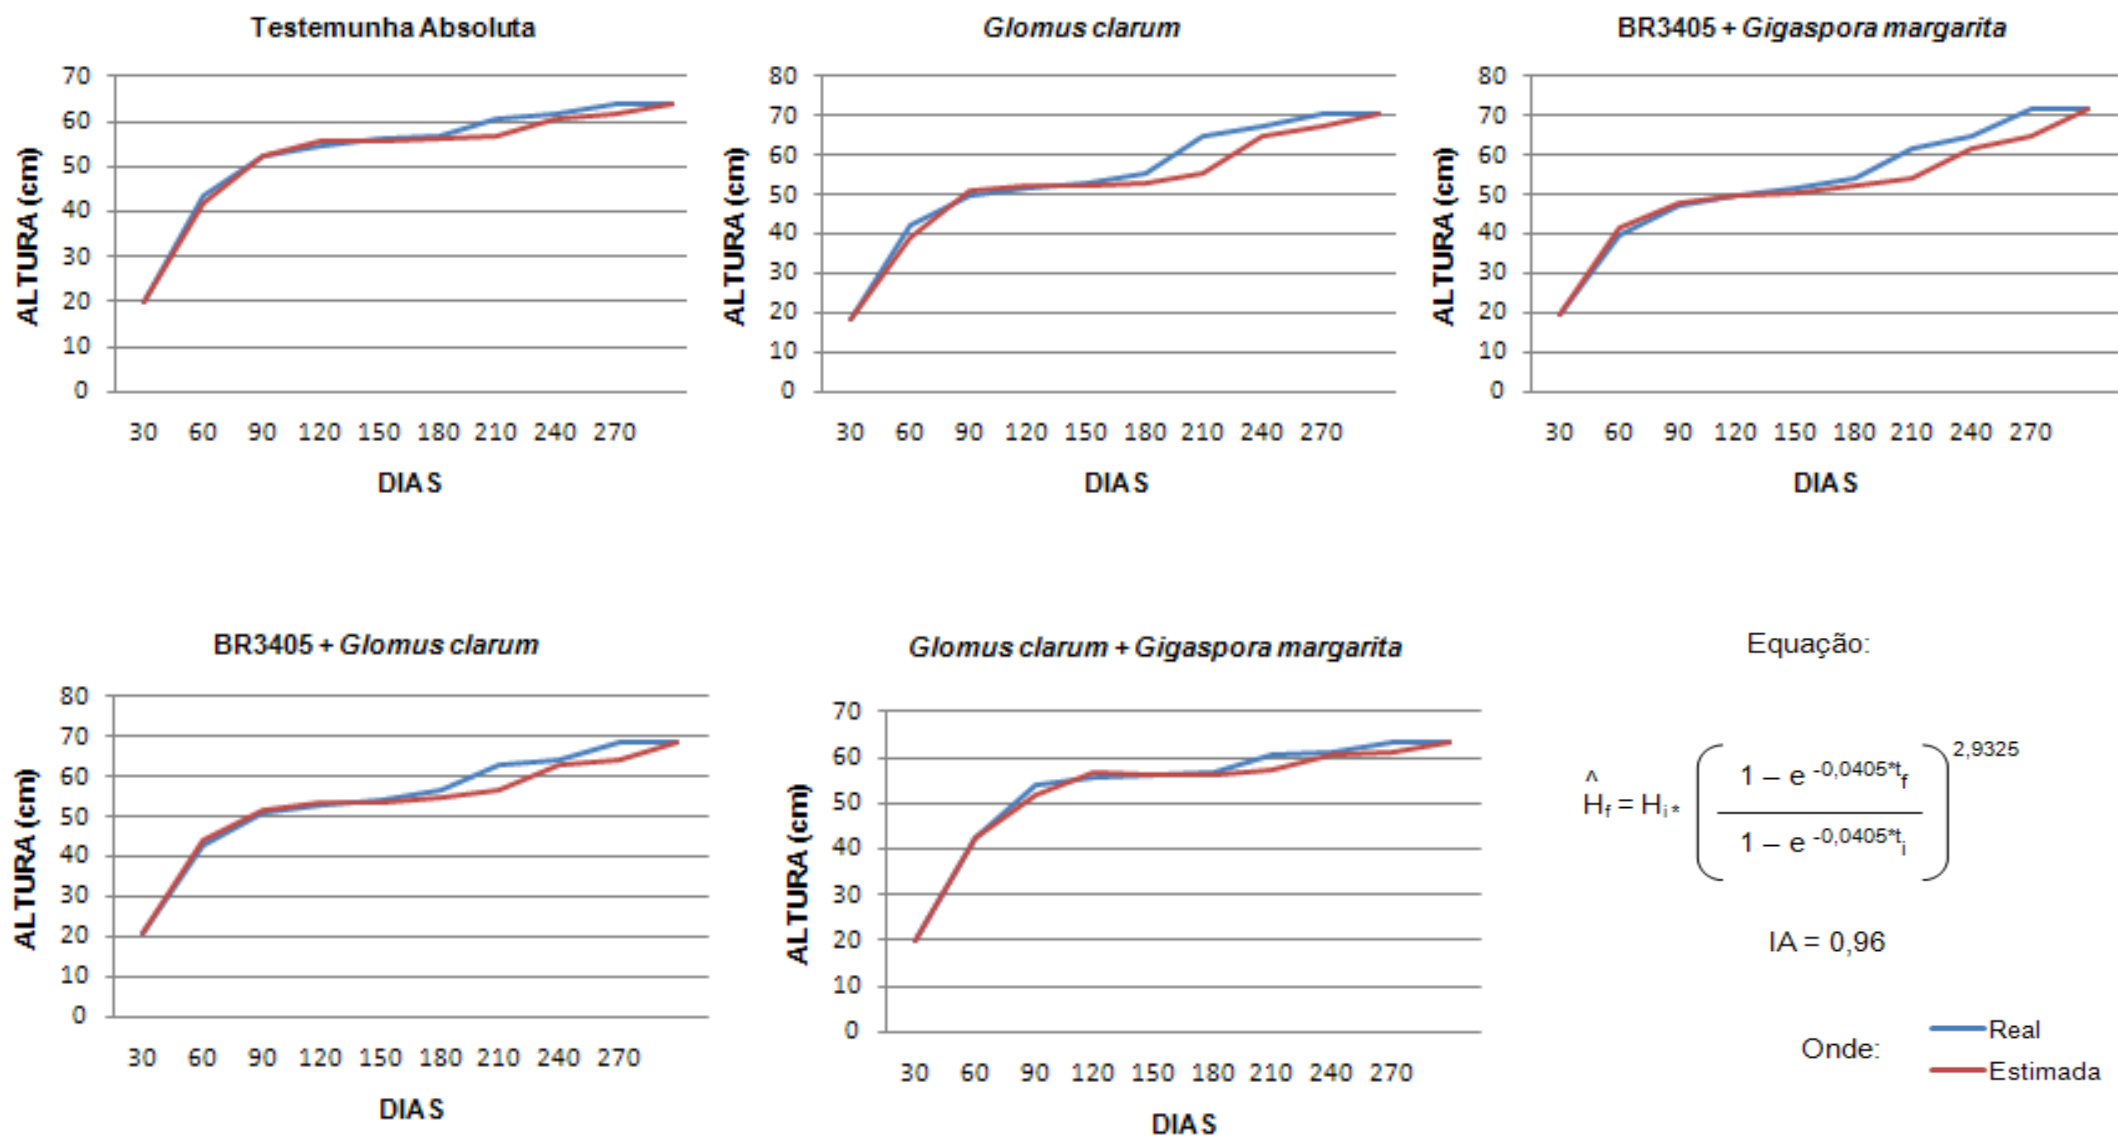 Testemunha Absoluta
70
60
50
40
30
20
10
0
ALTURA (cm)
30 60 90 120 150 180 210 240 270
DIAS
Glomus clarum
80
70
60
50
40
30
20
10
0
ALTURA (cm)
30 60 90 120 150 180 210 240 270
DIAS
BR3405 + Gigaspora margarita
80
70
60
50
40
30
20
10
0
ALTURA (cm)
30 60 90 120 150 180 210 240 270
DIAS
BR3405 + Glomus clarum
80
70
60
50
40
30
20
10
0
ALTURA (cm)
30 60 90 120 150 180 210 240 270
DIAS
Glomus clarum + Gigaspora margarita
70
60
50
40
30
20
10
0
ALTURA (cm)
30 60 90 120 150 180 210 240 270
DIAS
Equação:
Ĥf = Hi* ( (1 – e -0,0405*tf) / (1 – e -0,0405*ti) ) 2,9325
IA = 0,96
Onde:
Real
Estimada